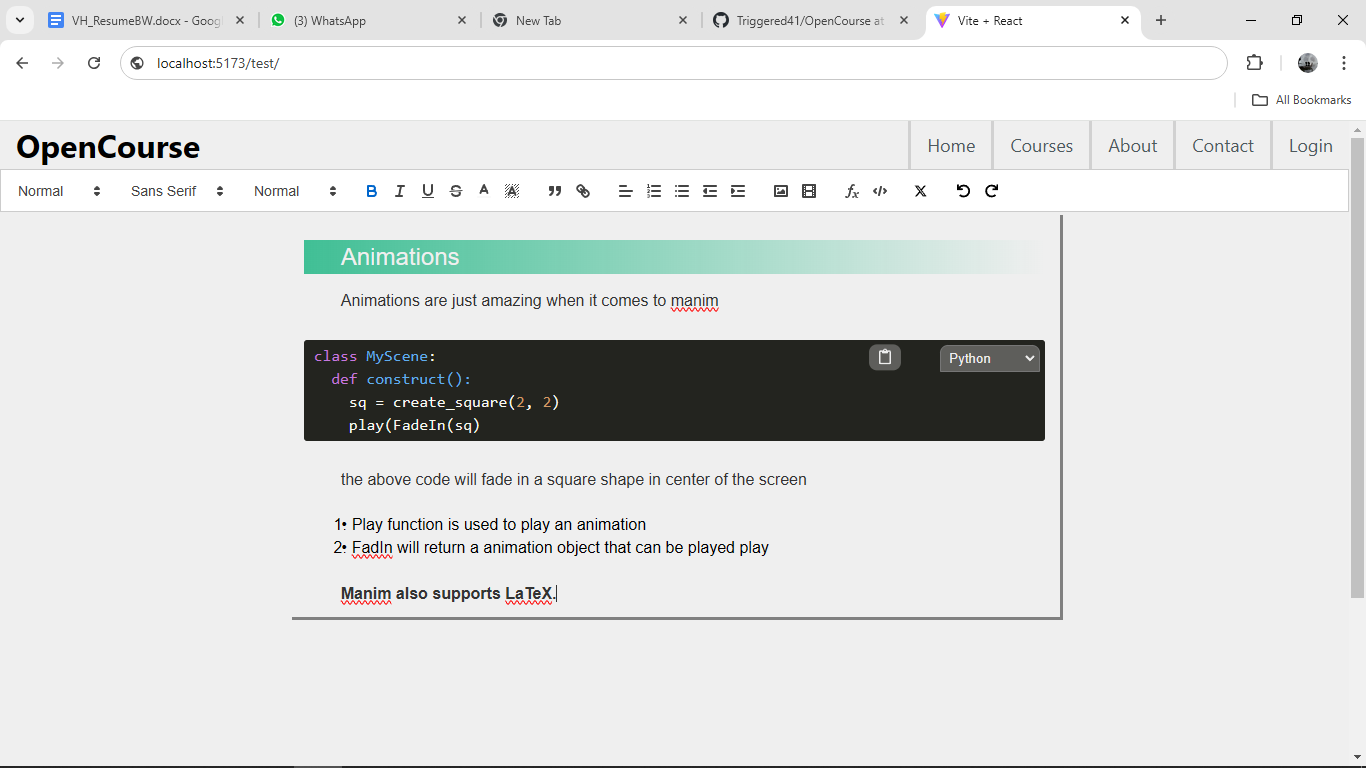 VH_ResumeBW.docx - Goog
(3) WhatsApp
New Tab
Triggered41/OpenCourse at
Vite + React
localhost:5173/test/
All Bookmarks
OpenCourse
Home
Courses
About
Contact
Login
Normal
Sans Serif
Normal
Animations
Animations are just amazing when it comes to manim
class MyScene:
Python
def construct():
sq = create_square(2, 2)
play(FadeIn(sq)
the above code will fade in a square shape in center of the screen
1• Play function is used to play an animation
2• FadIn will return a animation object that can be played play
Manim also supports LaTeX.